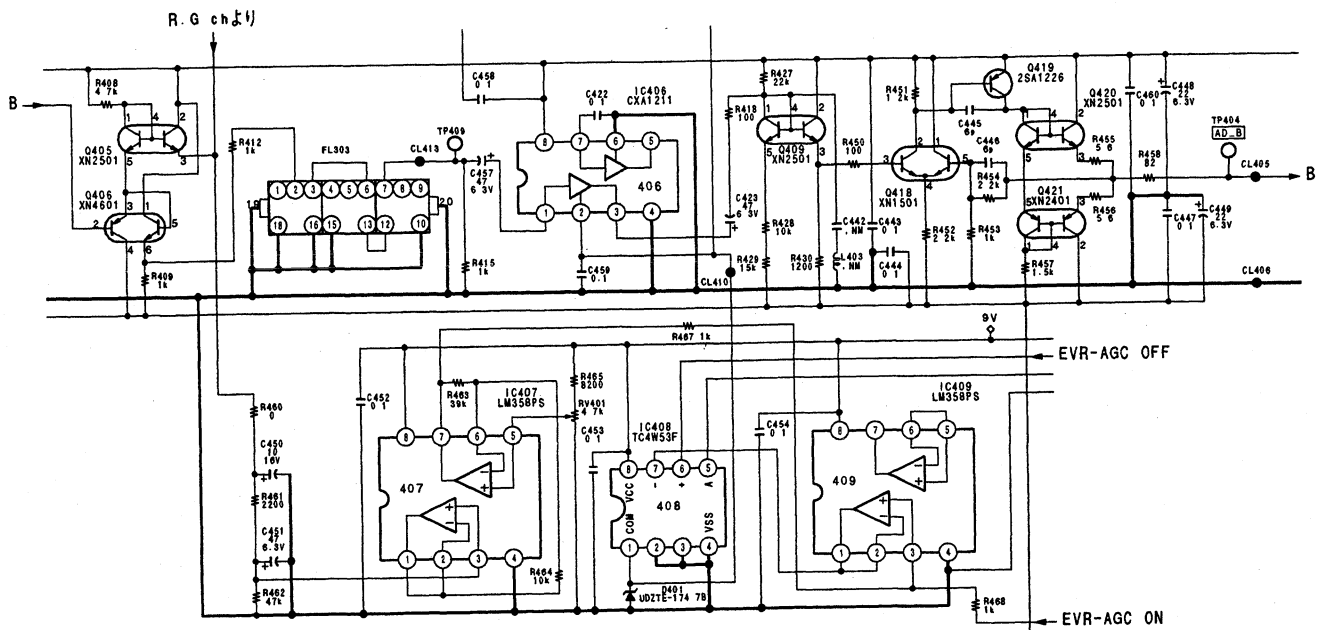 R.G chより
B
R408
4 7k
Q405
XN2501
Q406
XN4601
R409
1k
R412
1k
FL303
CL413
TP409
C457
47
6.3V
R415
1k
C458
0 1
C422
0 1
IC406
CXA1211
406
C459
0.1
R418
100
C423
47
6.3V
CL410
R427
22k
Q409
XN2501
R428
10k
R429
15k
R450
100
R430
1200
C442
.NM
L403
.NM
C443
0 1
C444
0 1
R451
1 2k
Q418
XN1501
R452
2 2k
Q419
2SA1226
C445
6p
C446
6p
R454
2 2k
R453
1k
Q420
XN2501
Q421
XN2401
R455
5 6
R456
5 6
R457
1.5k
C460
0 1
C448
22
6.3V
C447
0 1
C449
22
6.3V
R458
82
TP404
AD_B
CL405
B
CL406
R460
0
C450
10
16V
R461
2200
C451
47
6.3V
R462
47k
C452
0 1
R463
39k
IC407
LM358PS
407
R464
10k
R467 1k
R465
8200
RV401
4 7k
C453
0 1
IC408
TC4W53F
408
COM VCC
A
VSS
D401
UDZTE-174 7B
9V
EVR-AGC OFF
C454
0 1
IC409
LM358PS
409
R468
1k
EVR-AGC ON